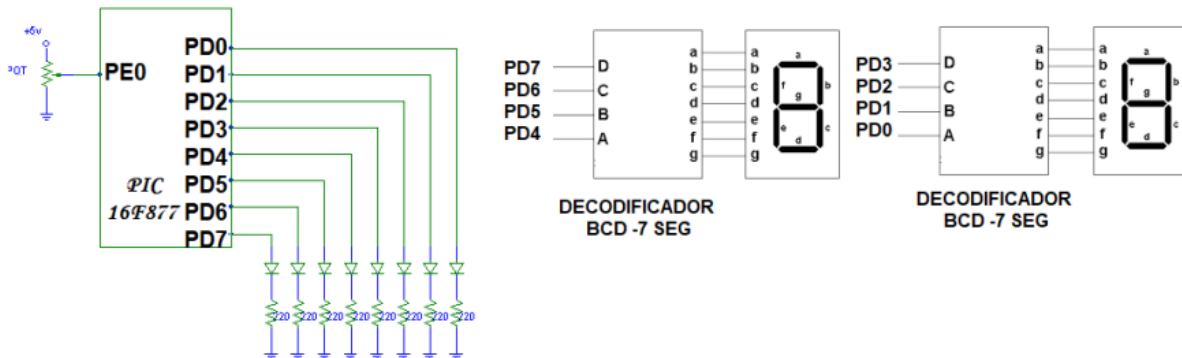 +5v
POT
PE0
PD0
PD1
PD2
PD3
PD4
PD5
PD6
PD7
PIC
16F877
220 220 220 220 220 220 220 220
PD7 D
PD6 C
PD5 B
PD4 A
a
b
c
d
e
f
g
a
b
c
d
e
f
g
a
f b
g
e c
d
DECODIFICADOR
BCD -7 SEG
PD3 D
PD2 C
PD1 B
PD0 A
a
b
c
d
e
f
g
a
b
c
d
e
f
g
a
f b
g
e c
d
DECODIFICADOR
BCD -7 SEG